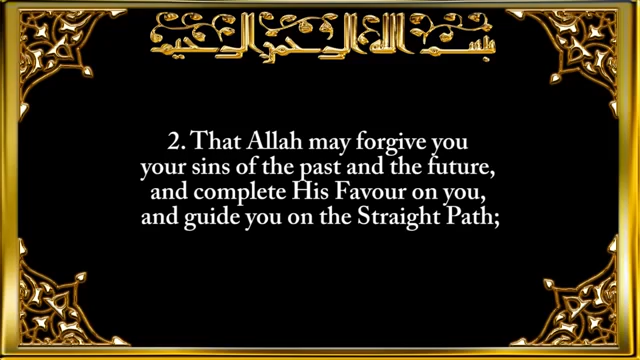 بسم الله الرحمن الرحيم
2. That Allah may forgive you
your sins of the past and the future,
and complete His Favour on you,
and guide you on the Straight Path;